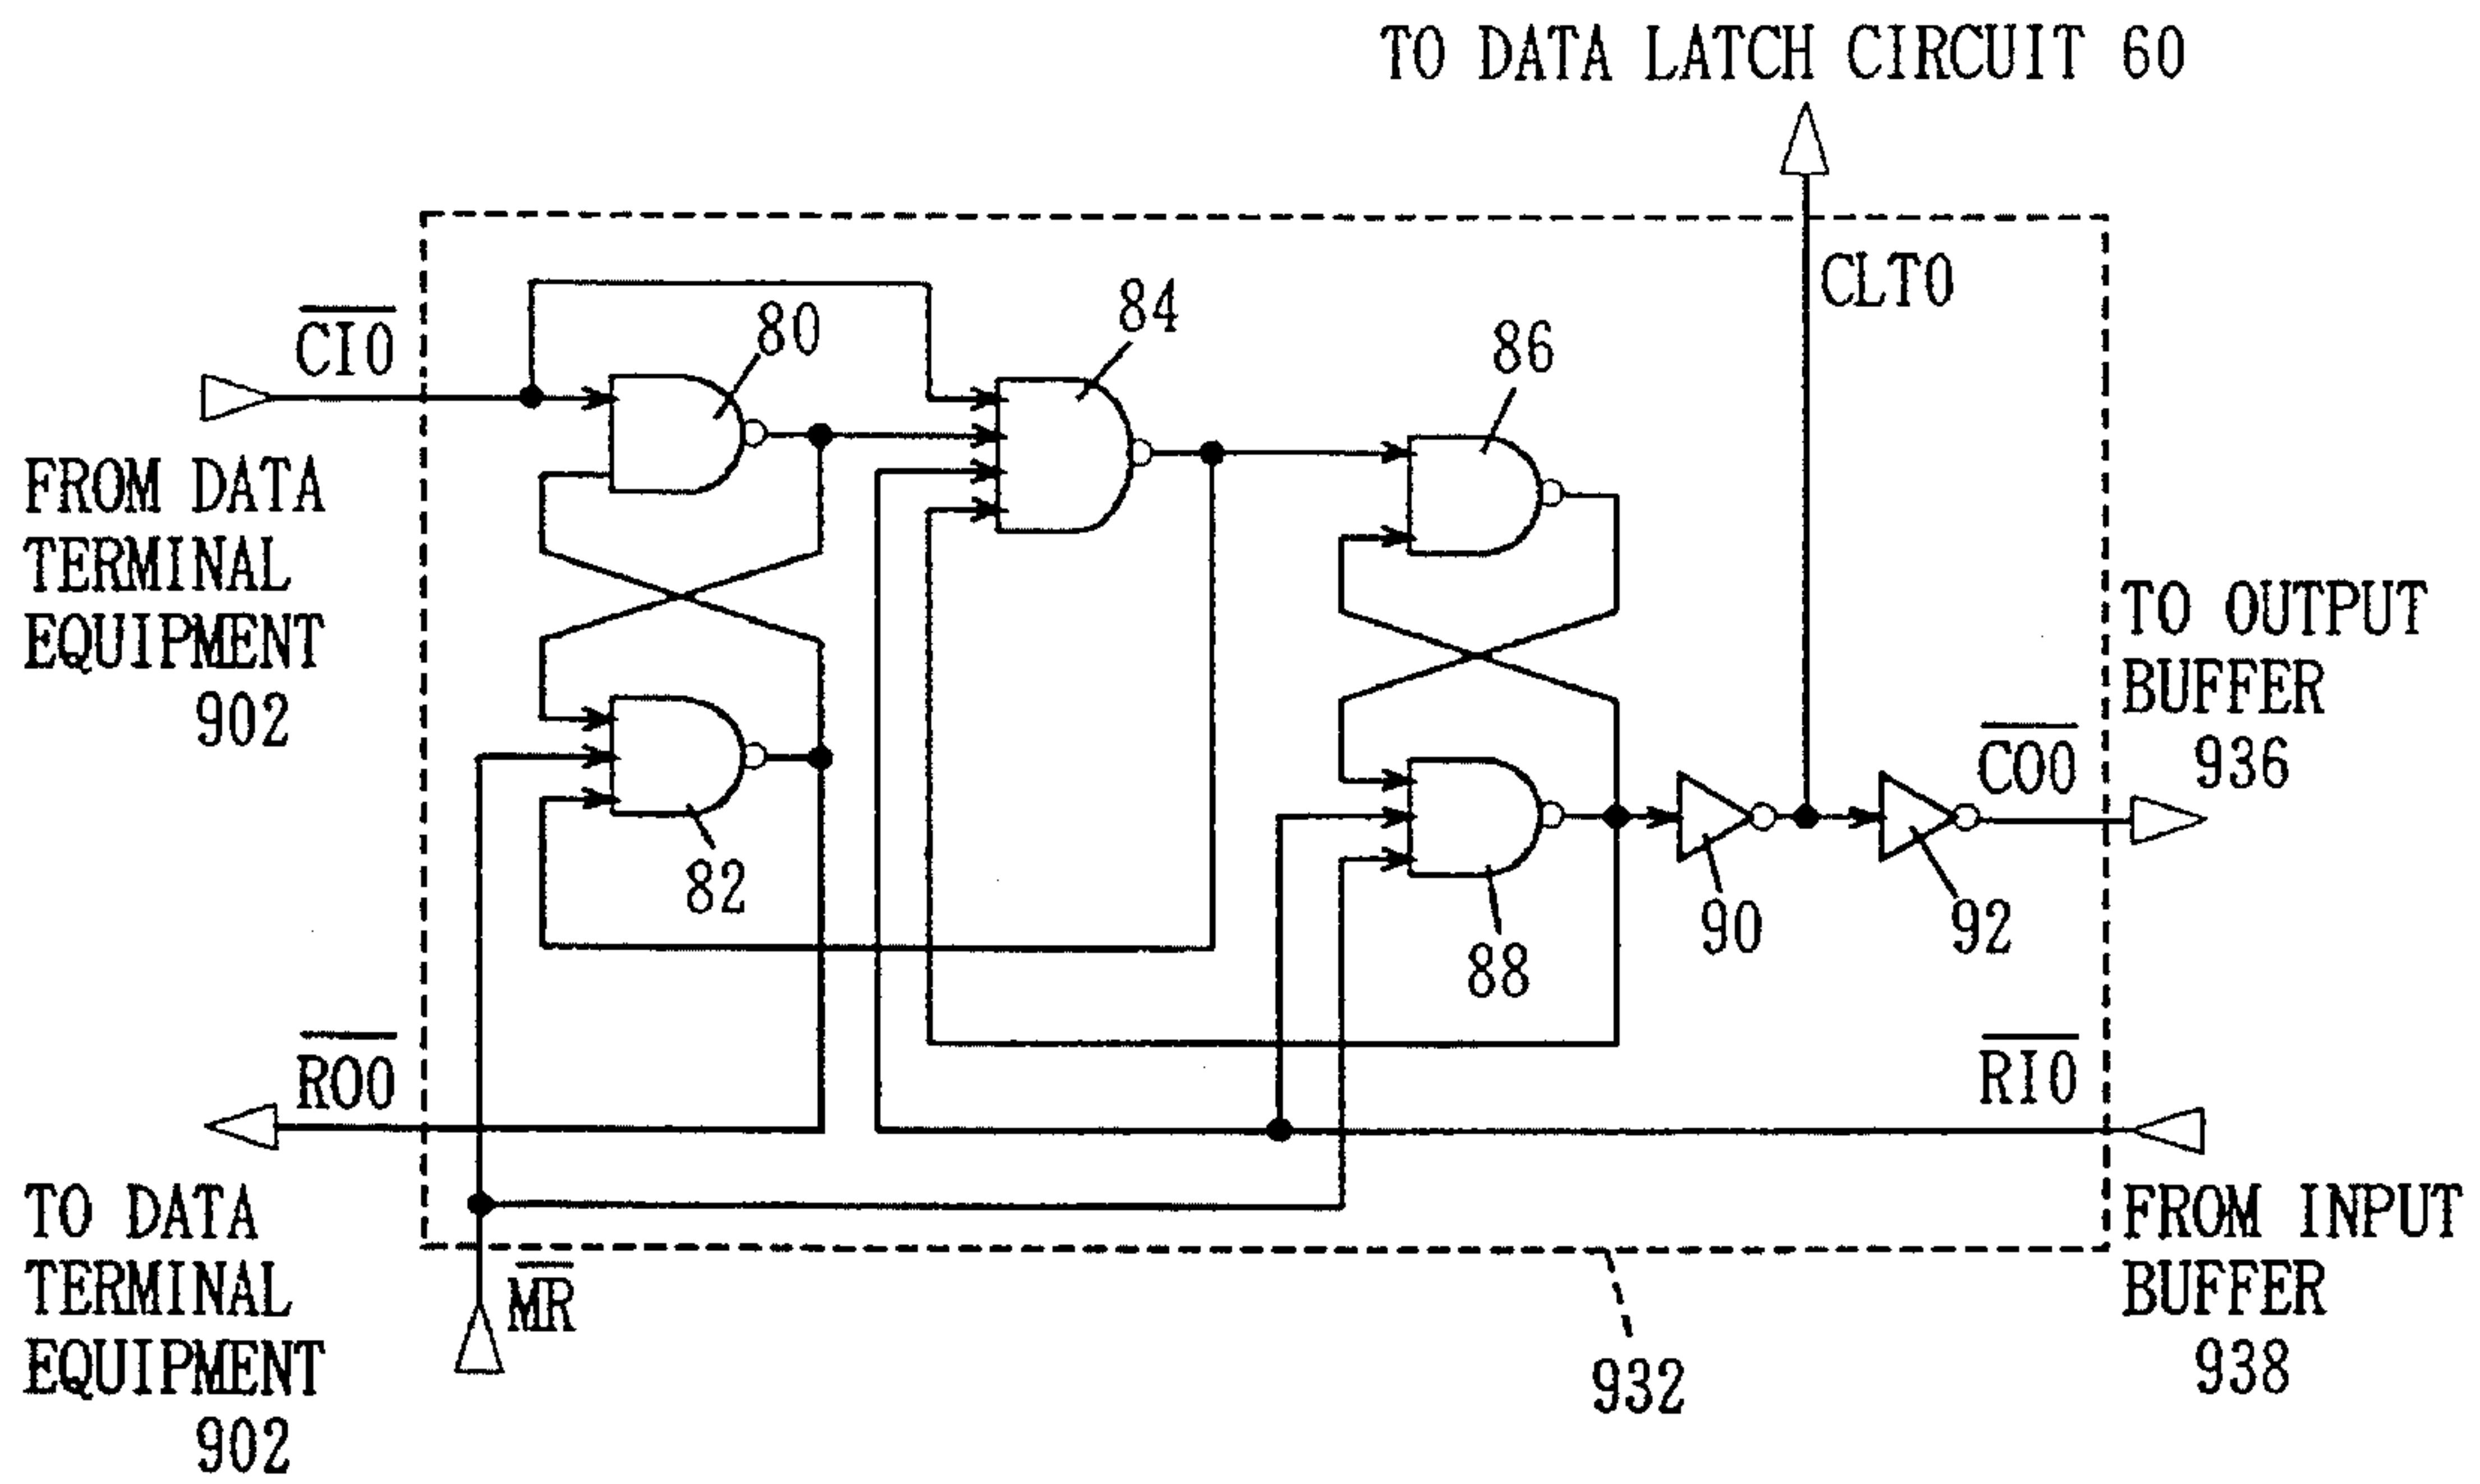 TO DATA LATCH CIRCUIT 60
CLT0
CI0
80
84
86
FROM DATA
TERMINAL
EQUIPMENT
902
TO OUTPUT
BUFFER
936
CO0
82
88
90
92
RO0
RI0
TO DATA
TERMINAL
EQUIPMENT
902
MR
932
FROM INPUT
BUFFER
938